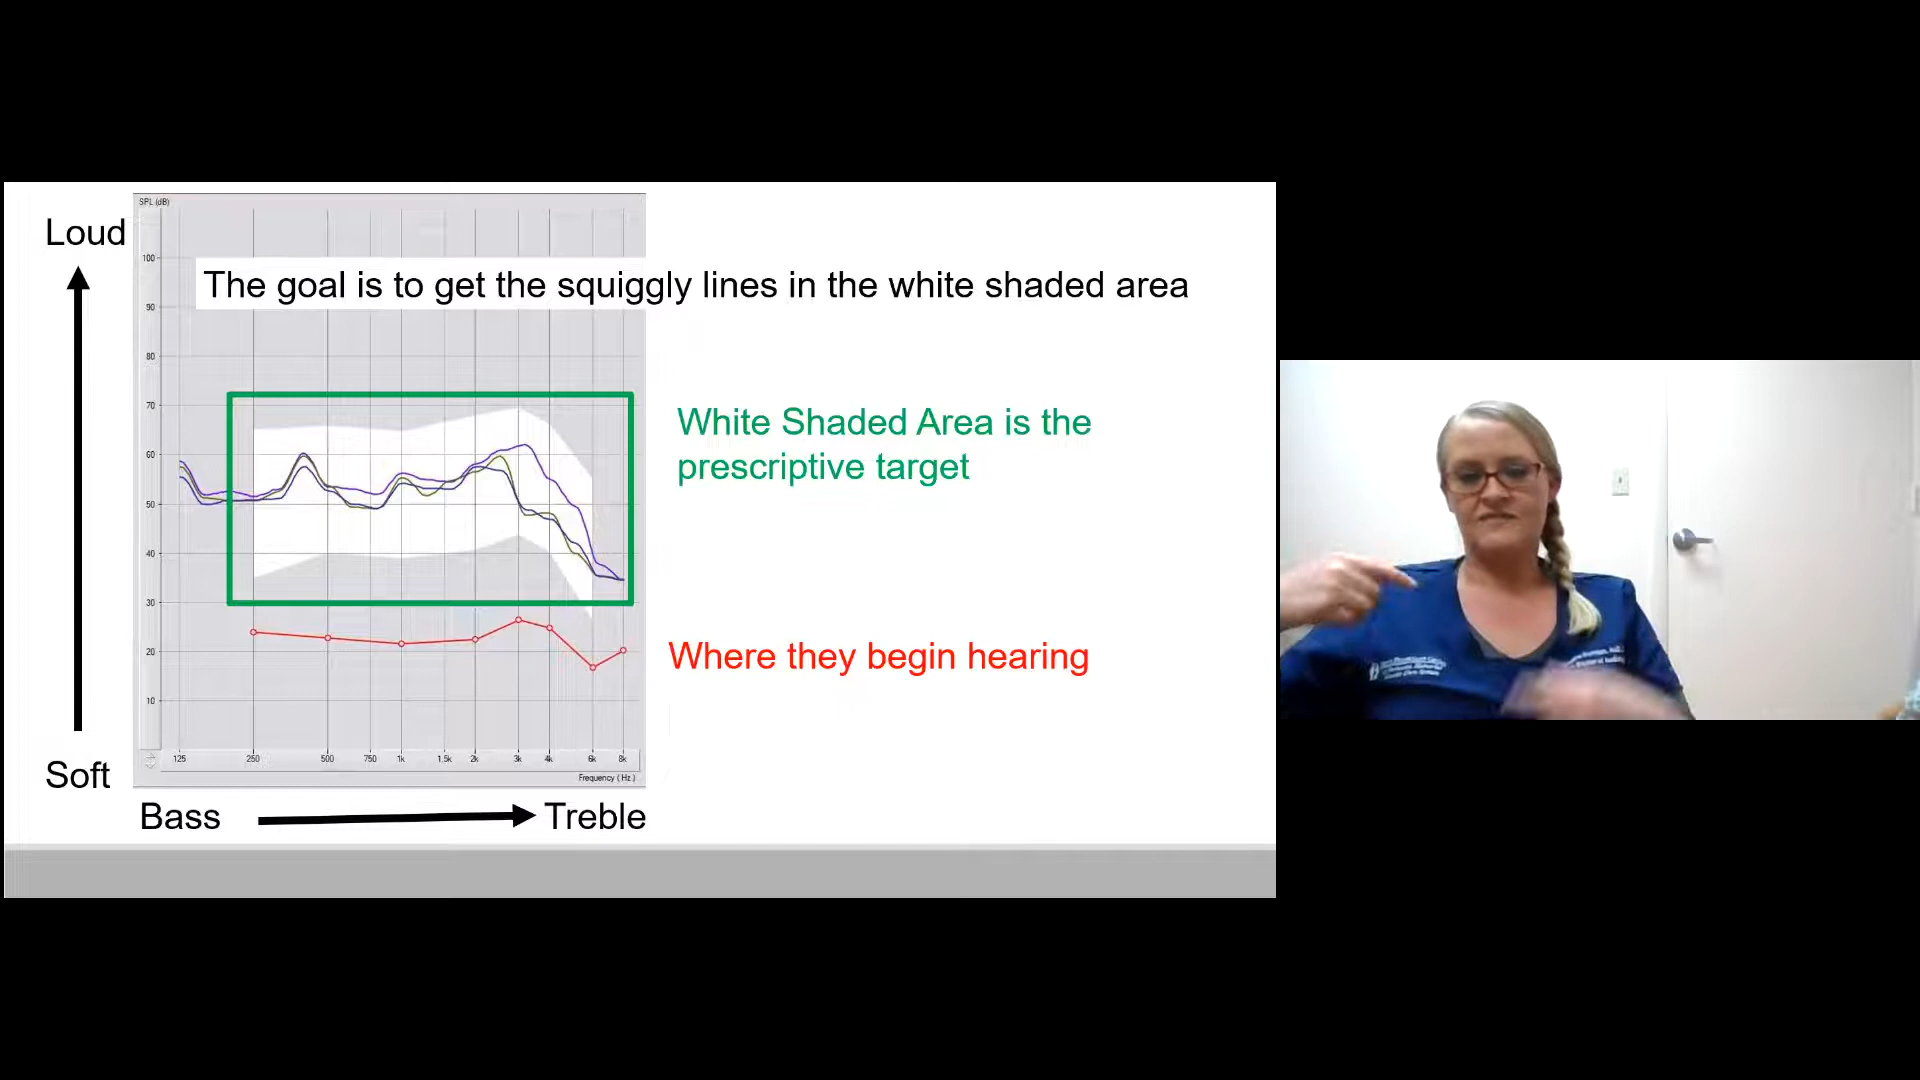 Loud
SPL (dB)
100
The goal is to get the squiggly lines in the white shaded area
90
80
70
White Shaded Area is the
prescriptive target
60
50
40
30
Where they begin hearing
20
10
125 250 500 750 1k 1.5k 2k 3k 4k 6k 8k
Soft
Frequency ( Hz )
Bass
Treble